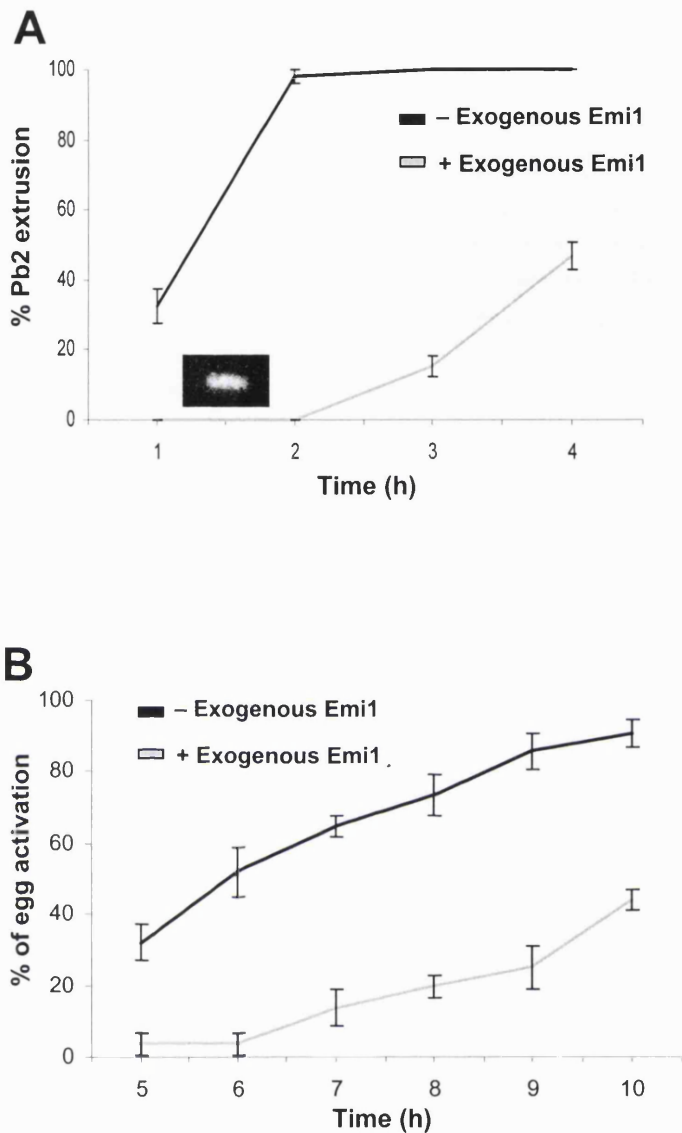 A
100
80
60
40
20
0
% Pb2 extrusion
– Exogenous Emi1
+ Exogenous Emi1
1 2 3 4
Time (h)
B
100
80
60
40
20
0
% of egg activation
– Exogenous Emi1
+ Exogenous Emi1
5 6 7 8 9 10
Time (h)